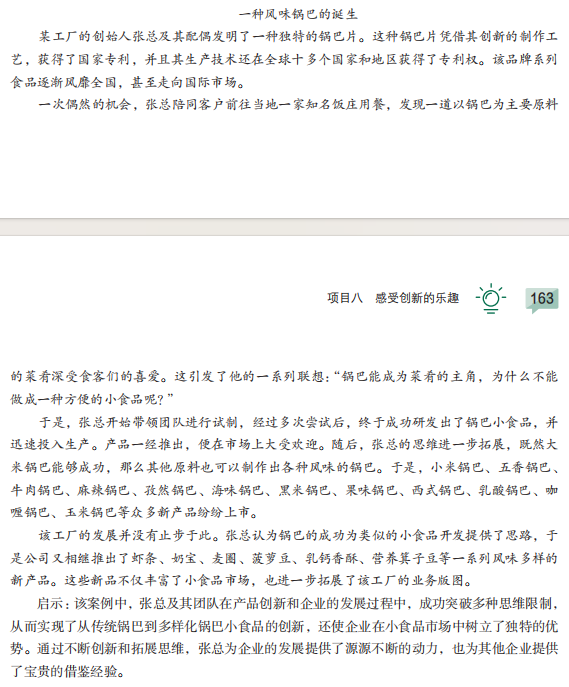 一种风味锅巴的诞生
某工厂的创始人张总及其配偶发明了一种独特的锅巴片。这种锅巴片凭借其创新的制作工
艺，获得了国家专利，并且其生产技术还在全球十多个国家和地区获得了专利权。该品牌系列
食品逐渐风靡全国，甚至走向国际市场。
一次偶然的机会，张总陪同客户前往当地一家知名饭庄用餐，发现一道以锅巴为主要原料
项目八 感受创新的乐趣 163
的菜肴深受食客们的喜爱。这引发了他的一系列联想：“锅巴能成为菜肴的主角，为什么不能
做成一种方便的小食品呢？”
于是，张总开始带领团队进行试制，经过多次尝试后，终于成功研发出了锅巴小食品，并
迅速投入生产。产品一经推出，便在市场上大受欢迎。随后，张总的思维进一步拓展，既然大
米锅巴能够成功，那么其他原料也可以制作出各种风味的锅巴。于是，小米锅巴、五香锅巴、
牛肉锅巴、麻辣锅巴、孜然锅巴、海味锅巴、黑米锅巴、果味锅巴、西式锅巴、乳酸锅巴、咖
喱锅巴、玉米锅巴等众多新产品纷纷上市。
该工厂的发展并没有止步于此。张总认为锅巴的成功为类似的小食品开发提供了思路，于
是公司又相继推出了虾条、奶宝、麦圈、菠萝豆、乳钙香酥、营养箕子豆等一系列风味多样的
新产品。这些新品不仅丰富了小食品市场，也进一步拓展了该工厂的业务版图。
启示：该案例中，张总及其团队在产品创新和企业的发展过程中，成功突破多种思维限制，
从而实现了从传统锅巴到多样化锅巴小食品的创新，还使企业在小食品市场中树立了独特的优
势。通过不断创新和拓展思维，张总为企业的发展提供了源源不断的动力，也为其他企业提供
了宝贵的借鉴经验。